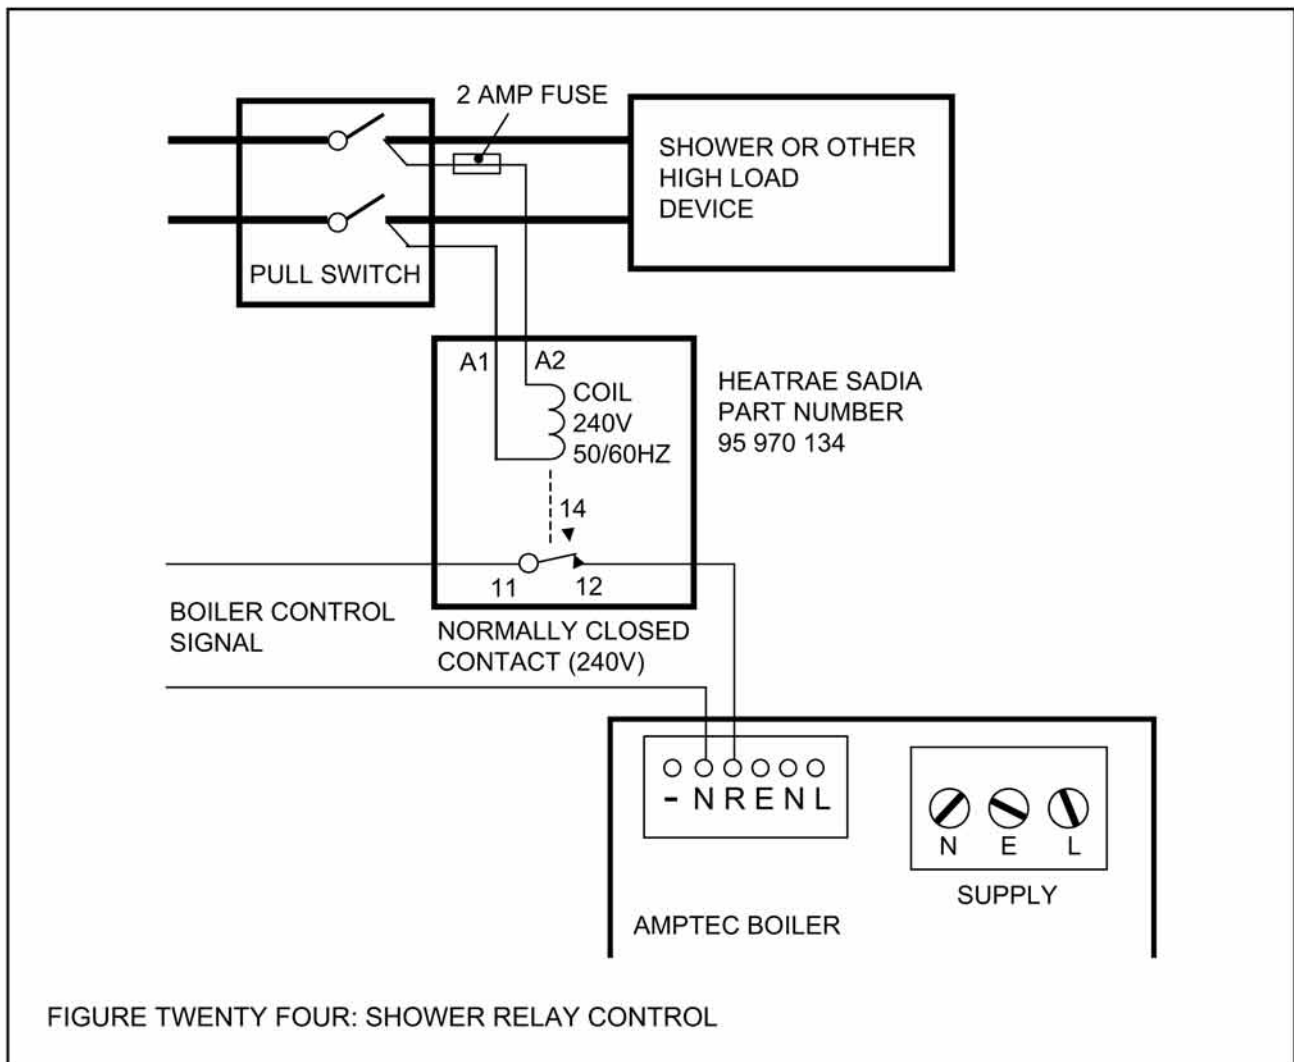 2 AMP FUSE
SHOWER OR OTHER
HIGH LOAD
DEVICE
PULL SWITCH
A1
A2
COIL
240V
50/60HZ
HEATRAE SADIA
PART NUMBER
95 970 134
14
11
12
BOILER CONTROL
SIGNAL
NORMALLY CLOSED
CONTACT (240V)
- N R E N L
N E L
SUPPLY
AMPTEC BOILER
FIGURE TWENTY FOUR: SHOWER RELAY CONTROL